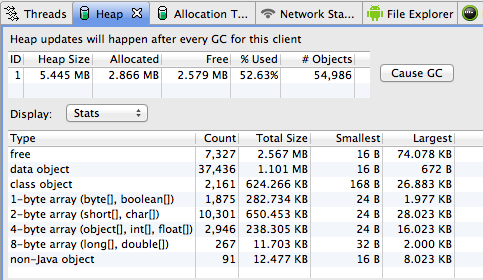 Threads Heap Allocation T... Network Sta... File Explorer
Heap updates will happen after every GC for this client
ID Heap Size Allocated Free % Used # Objects
1 5.445 MB 2.866 MB 2.579 MB 52.63% 54,986
Cause GC
Display: Stats
Type Count Total Size Smallest Largest
free 7,327 2.567 MB 16 B 74.078 KB
data object 37,436 1.101 MB 16 B 672 B
class object 2,161 624.266 KB 168 B 26.883 KB
1-byte array (byte[], boolean[]) 1,875 282.734 KB 24 B 1.977 KB
2-byte array (short[], char[]) 10,301 650.453 KB 24 B 28.023 KB
4-byte array (object[], int[], float[]) 2,946 238.305 KB 24 B 16.023 KB
8-byte array (long[], double[]) 267 11.703 KB 32 B 2.000 KB
non-Java object 91 12.477 KB 16 B 8.023 KB